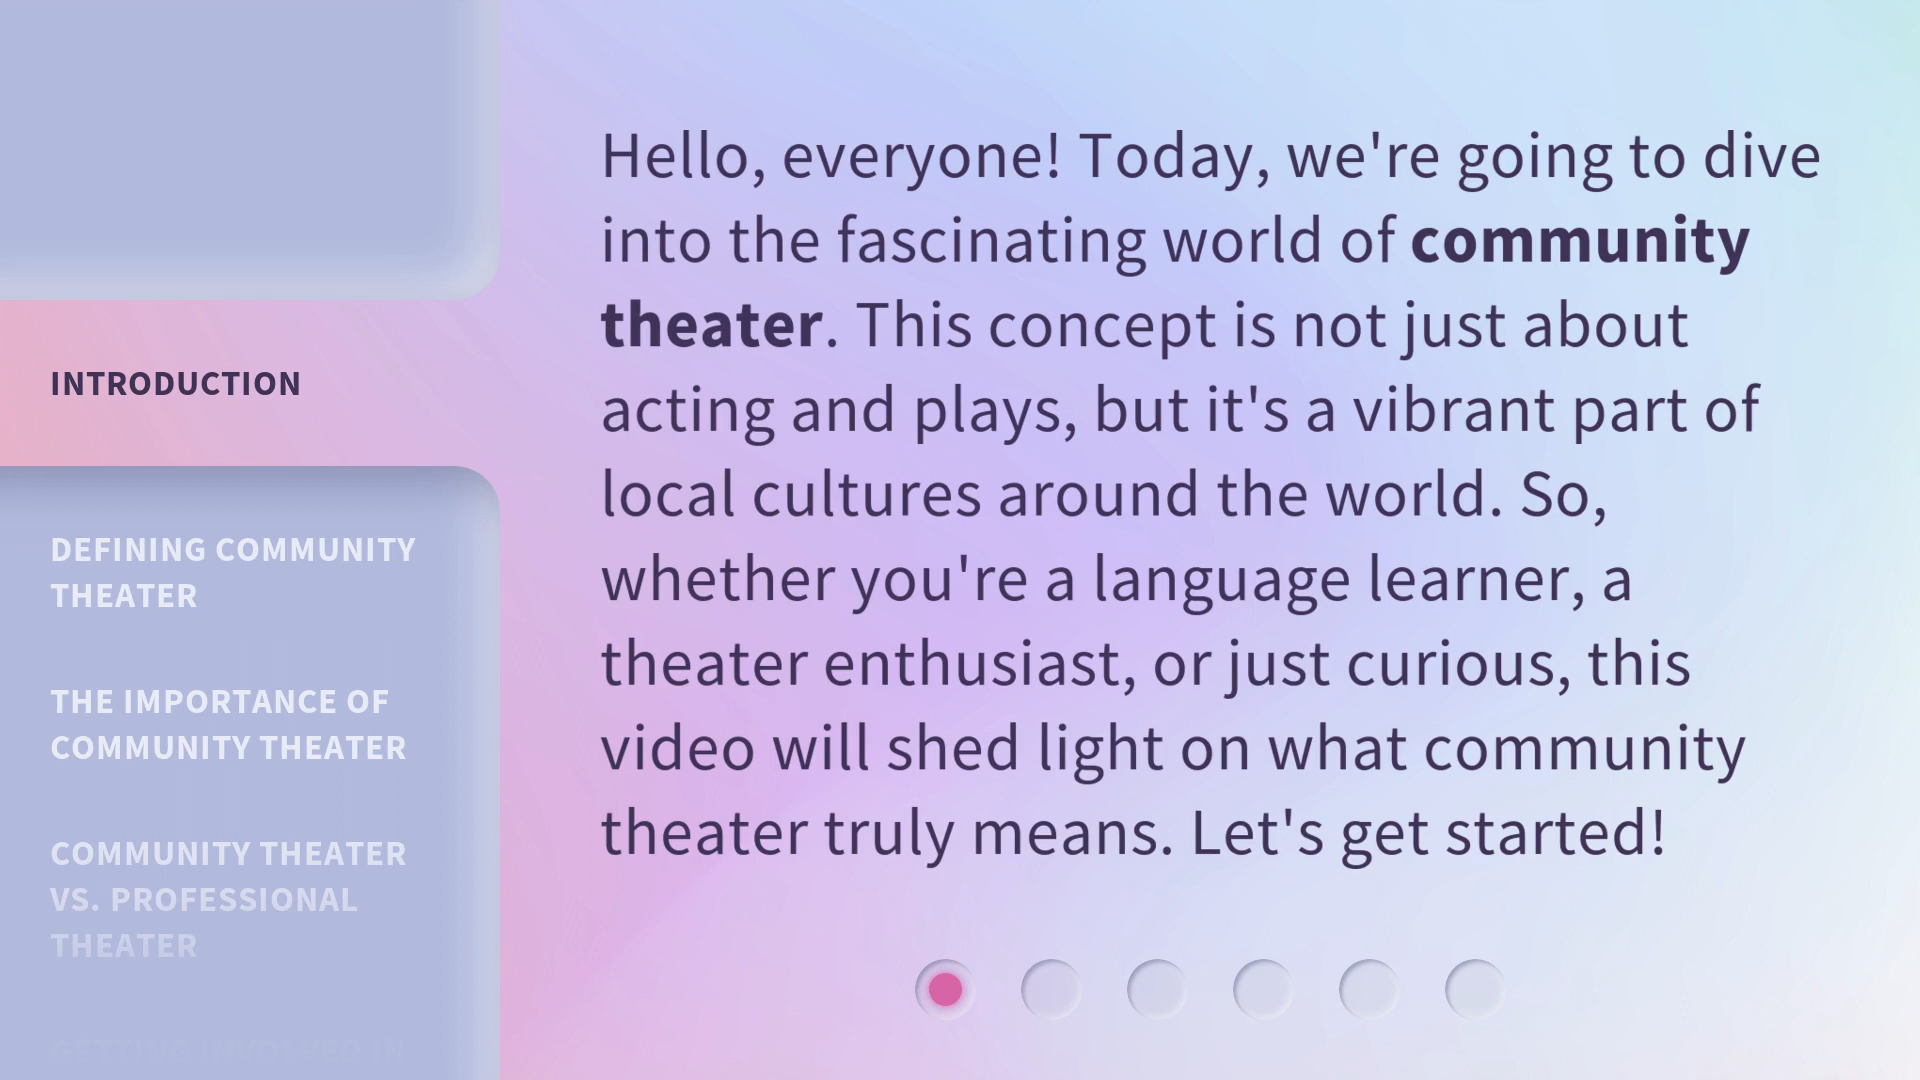 INTRODUCTION
DEFINING COMMUNITY
THEATER
THE IMPORTANCE OF
COMMUNITY THEATER
COMMUNITY THEATER
VS. PROFESSIONAL
THEATER
GETTING INVOLVED IN
Hello, everyone! Today, we're going to dive
into the fascinating world of community
theater. This concept is not just about
acting and plays, but it's a vibrant part of
local cultures around the world. So,
whether you're a language learner, a
theater enthusiast, or just curious, this
video will shed light on what community
theater truly means. Let's get started!